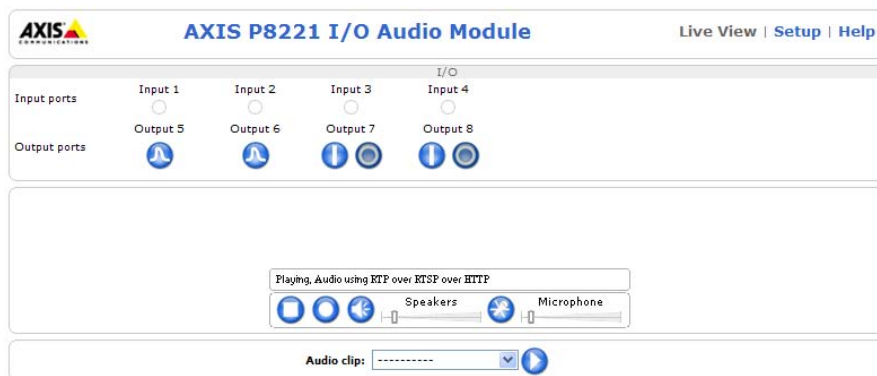 AXIS
COMMUNICATIONS
AXIS P8221 I/O Audio Module
Live View | Setup | Help
I/O
Input ports
Input 1 Input 2 Input 3 Input 4
Output ports
Output 5 Output 6 Output 7 Output 8
Playing, Audio using RTP over RTSP over HTTP
Speakers Microphone
Audio clip: ----------